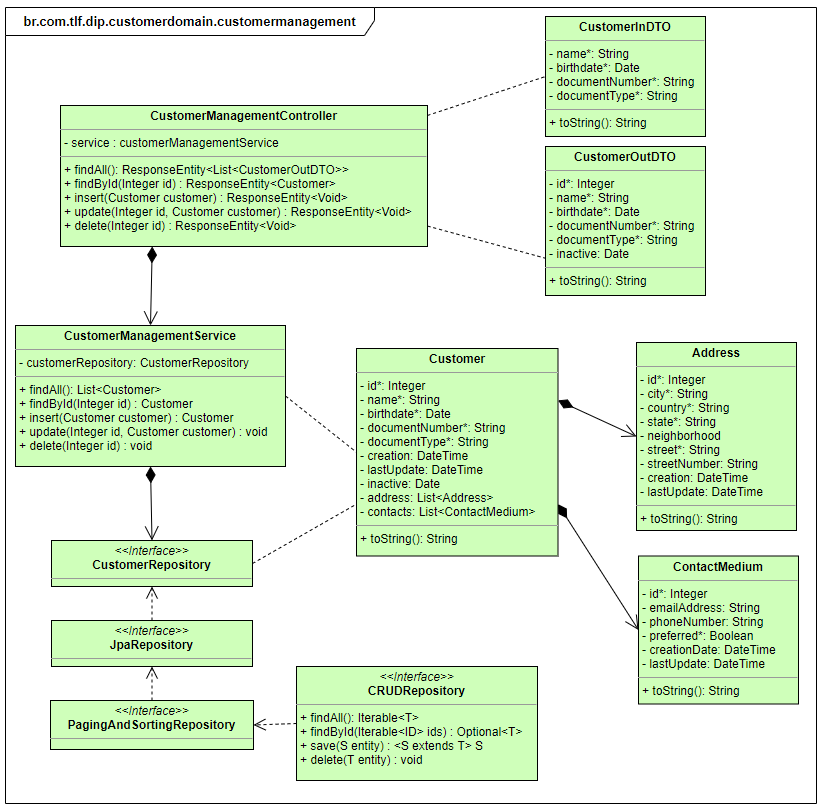 br.com.tlf.dip.customerdomain.customermanagement
CustomerInDTO
- name*: String
- birthdate*: Date
- documentNumber*: String
- documentType*: String
+ toString(): String
CustomerManagementController
- service : customerManagementService
+ findAll(): ResponseEntity<List<CustomerOutDTO>>
+ findById(Integer id) : ResponseEntity<Customer>
+ insert(Customer customer) : ResponseEntity<Void>
+ update(Integer id, Customer customer) : ResponseEntity<Void>
+ delete(Integer id) : ResponseEntity<Void>
CustomerOutDTO
- id*: Integer
- name*: String
- birthdate*: Date
- documentNumber*: String
- documentType*: String
- inactive: Date
+ toString(): String
CustomerManagementService
- customerRepository: CustomerRepository
+ findAll(): List<Customer>
+ findById(Integer id) : Customer
+ insert(Customer customer) : Customer
+ update(Integer id, Customer customer) : void
+ delete(Integer id) : void
Customer
- id*: Integer
- name*: String
- birthdate*: Date
- documentNumber*: String
- documentType*: String
- creation: DateTime
- lastUpdate: DateTime
- inactive: Date
- address: List<Address>
- contacts: List<ContactMedium>
+ toString(): String
Address
- id*: Integer
- city*: String
- country*: String
- state*: String
- neighborhood
- street*: String
- streetNumber: String
- creation: DateTime
- lastUpdate: DateTime
+ toString(): String
<<Interface>>
CustomerRepository
ContactMedium
- id*: Integer
- emailAddress: String
- phoneNumber: String
- preferred*: Boolean
- creationDate: DateTime
- lastUpdate: DateTime
+ toString(): String
<<Interface>>
JpaRepository
<<Interface>>
PagingAndSortingRepository
<<Interface>>
CRUDRepository
+ findAll(): Iterable<T>
+ findById(Iterable<ID> ids) : Optional<T>
+ save(S entity) : <S extends T> S
+ delete(T entity) : void